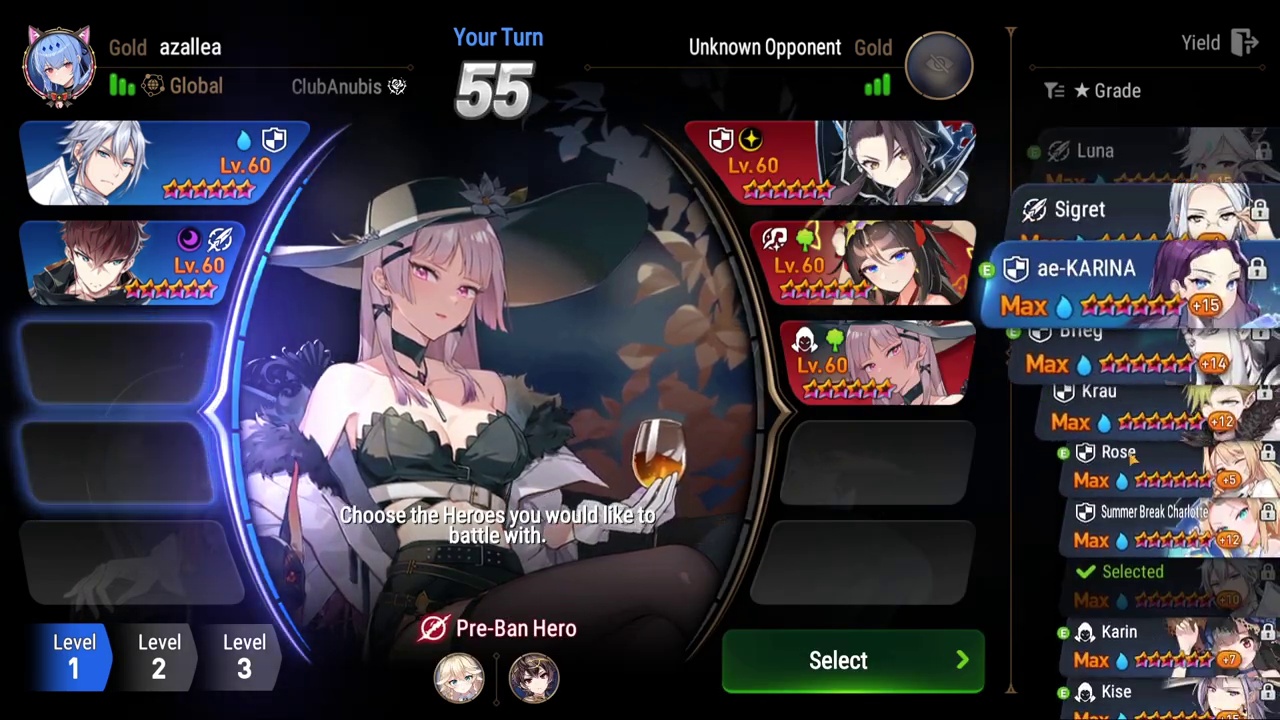 Gold azallea
Global
ClubAnubis
Your Turn
55
Unknown Opponent Gold
Yield
Grade
Lv.60
Lv.60
Lv.60
Lv.60
Lv.60
Luna
Sigret
ae-KARINA
Max +15
Brieg
Max +14
Krau
Max +12
Rose
Max +5
Summer Break Charlotte
Max +12
Selected
Max +10
Karin
Max +7
Kise
Choose the Heroes you would like to
battle with.
Pre-Ban Hero
Level
1
Level
2
Level
3
Select